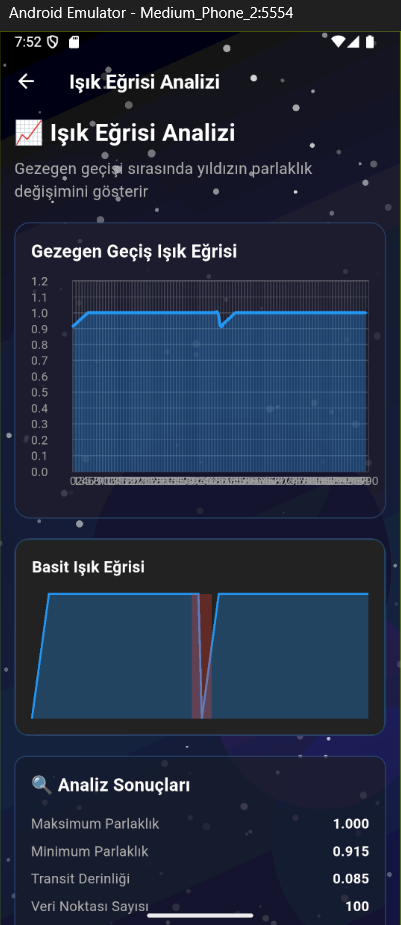 Android Emulator - Medium_Phone_2:5554
7:52
Işık Eğrisi Analizi
📈 Işık Eğrisi Analizi
Gezegen geçişi sırasında yıldızın parlaklık
değişimini gösterir
Gezegen Geçiş Işık Eğrisi
1.2
1.1
1.0
0.9
0.8
0.7
0.6
0.5
0.4
0.3
0.2
0.1
0.0
Basit Işık Eğrisi
🔍 Analiz Sonuçları
Maksimum Parlaklık 1.000
Minimum Parlaklık 0.915
Transit Derinliği 0.085
Veri Noktası Sayısı 100